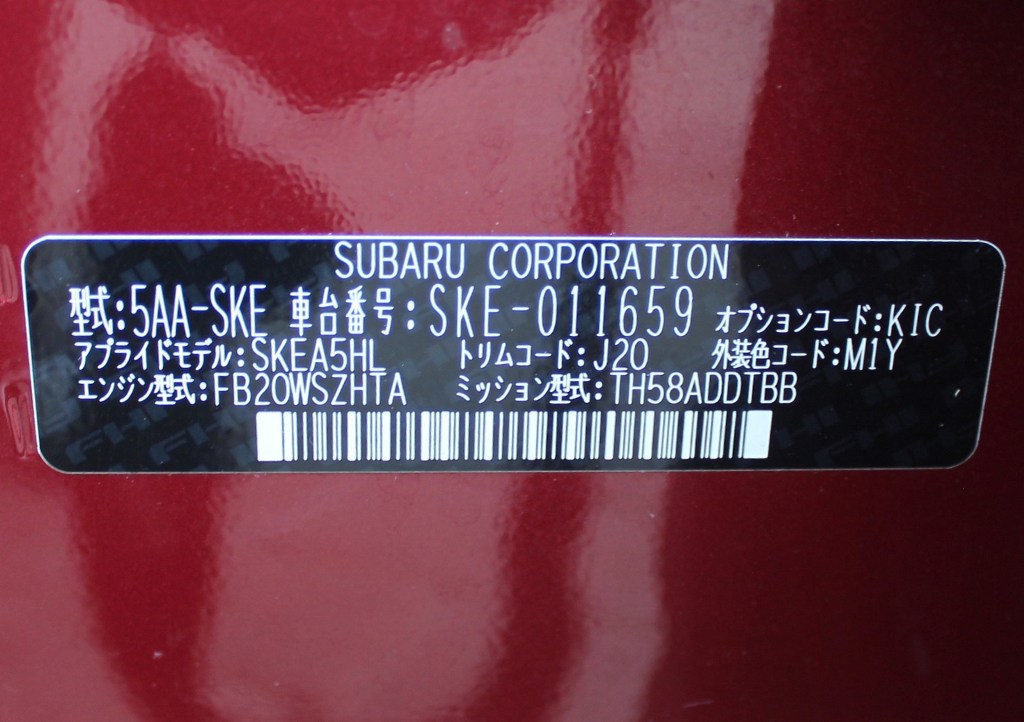 SUBARU CORPORATION
型式:5AA-SKE 車台番号:SKE-011659 オプションコード:KIC
アプライドモデル:SKEA5HL トリムコード:J20 外装色コード:M1Y
エンジン型式:FB20WSZHTA ミッション型式:TH58ADDTBB